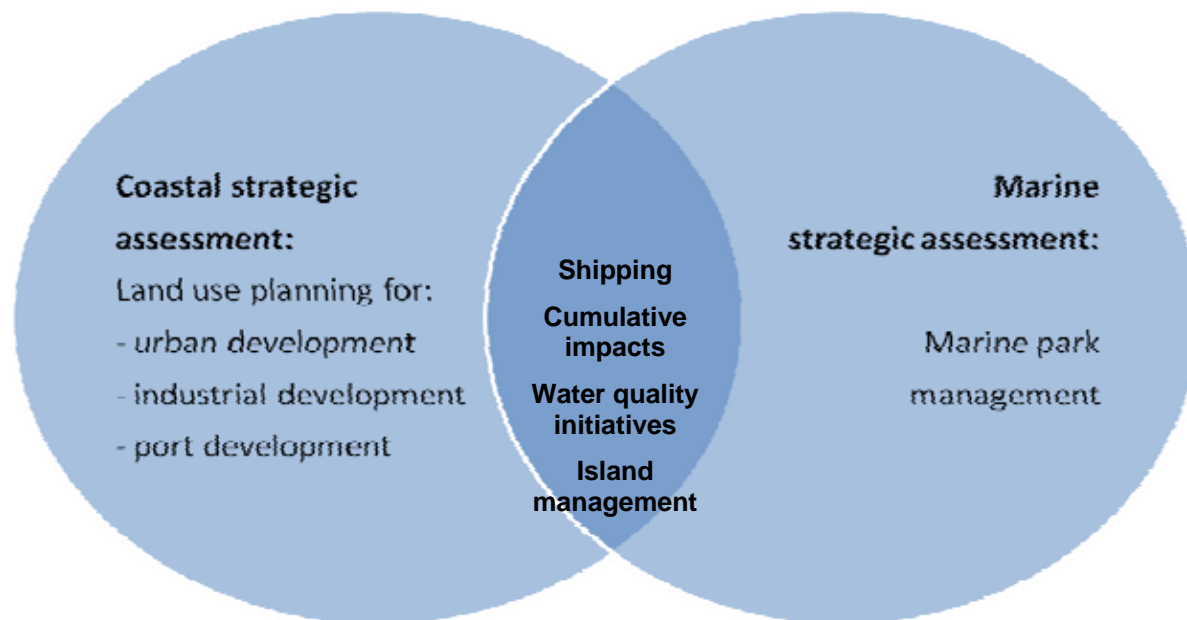 Coastal strategic
assessment:
Land use planning for:
- urban development
- industrial development
- port development
Shipping
Cumulative
impacts
Water quality
initiatives
Island
management
Marine
strategic assessment:
Marine park
management